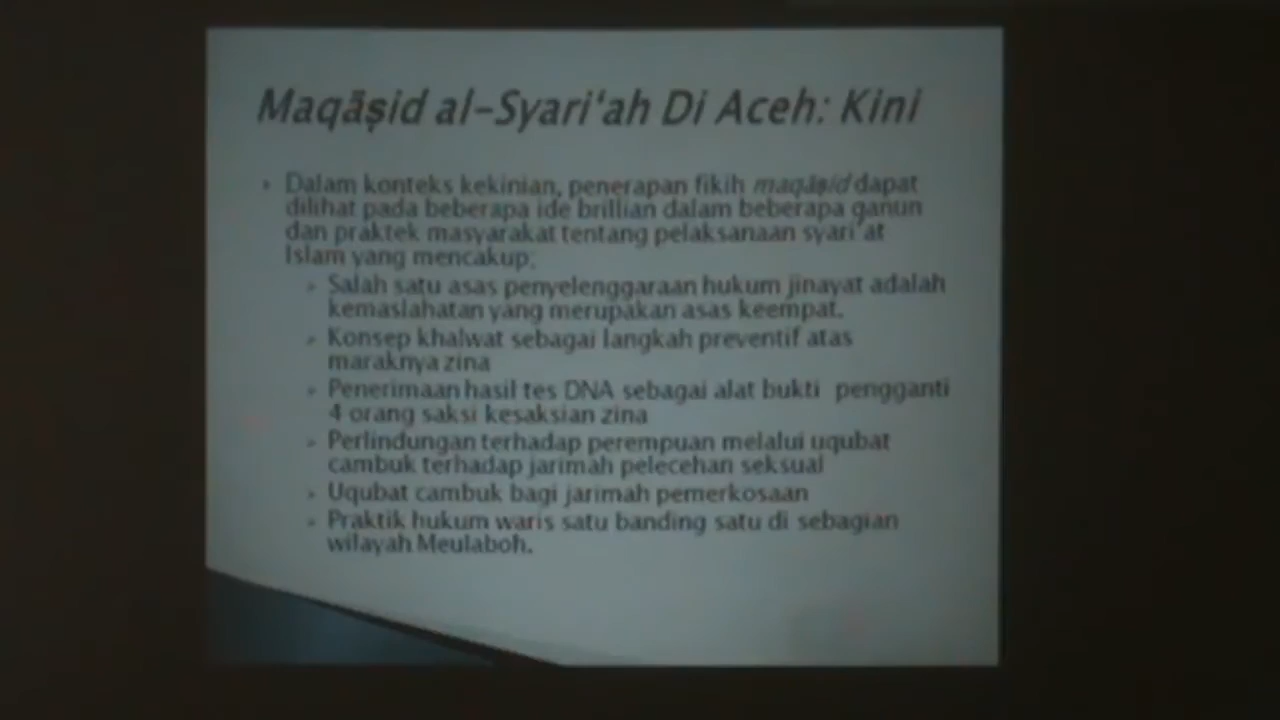 Maqāṣid al-Syari'ah Di Aceh: Kini
Dalam konteks kekinian, penerapan fikih maqāṣid dapat
dilihat pada beberapa ide brillian dalam beberapa qanun
dan praktek masyarakat tentang pelaksanaan syari'at
Islam yang mencakup;
Salah satu asas penyelenggaraan hukum jinayat adalah
kemaslahatan yang merupakan asas keempat.
Konsep khalwat sebagai langkah preventif atas
maraknya zina
Penerimaan hasil tes DNA sebagai alat bukti pengganti
4 orang saksi kesaksian zina
Perlindungan terhadap perempuan melalui uqubat
cambuk terhadap jarimah pelecehan seksual
Uqubat cambuk bagi jarimah pemerkosaan
Praktik hukum waris satu banding satu di sebagian
wilayah Meulaboh.